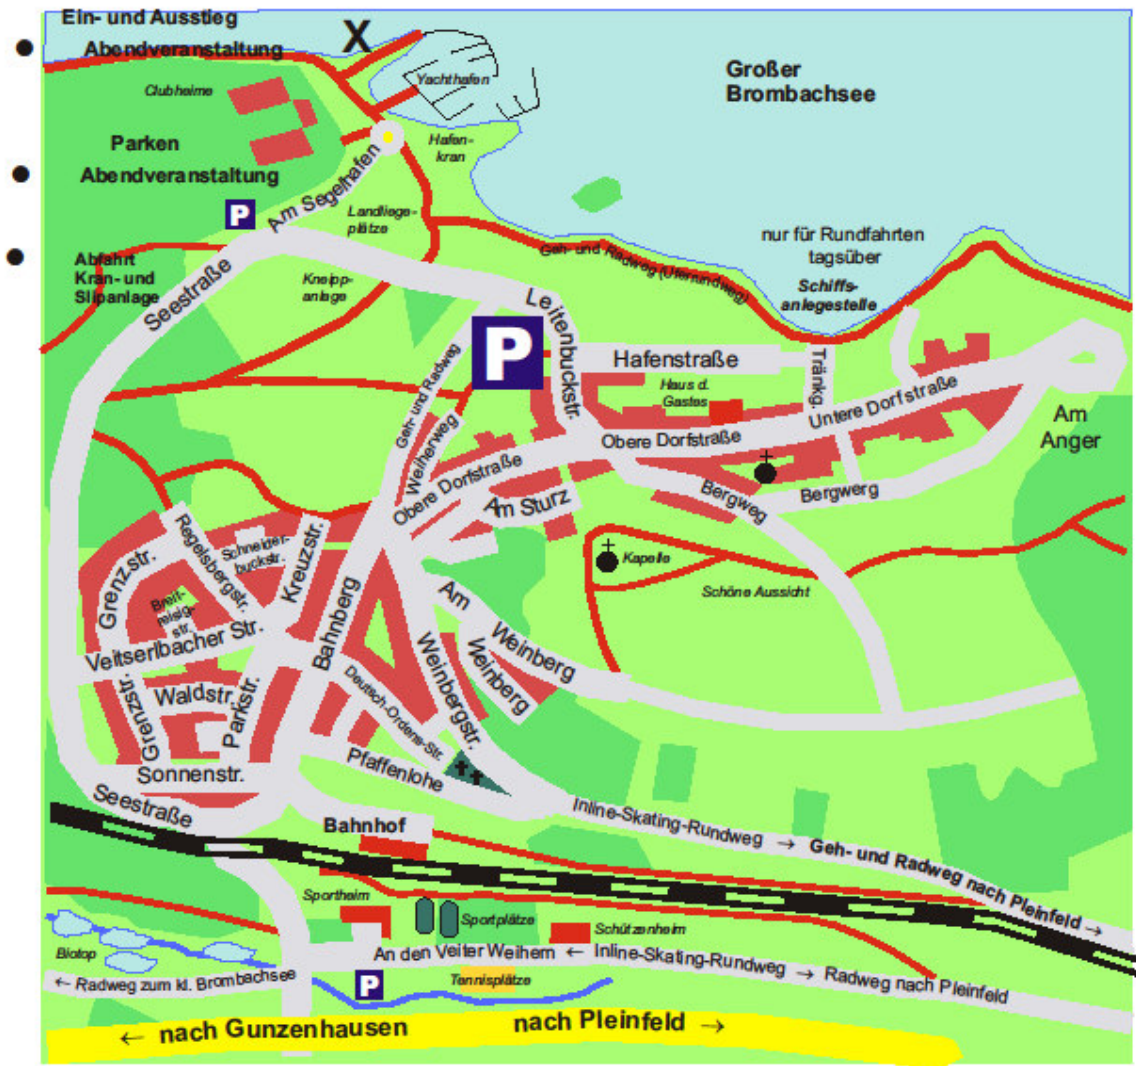 Ein- und Ausstieg
Abendveranstaltung
X
Yachthafen
Großer
Brombachsee
Clubheime
Parken
Abendveranstaltung
Hafen-
kran
Am Segelhafen
P
Landliege-
plätze
nur für Rundfahrten
tagsüber
Schiffs-
anlegestelle
Geh- und Radweg (Uferrundweg)
Abfahrt
Kran- und
Slipanlage
Seestraße
Kneipp-
anlage
Leitenbuckstr.
P
Hafenstraße
Tränkg.
Haus d.
Gastes
Geh- und Radweg
Weiherweg
Untere Dorfstraße
Am
Anger
Obere Dorfstraße
Obere Dorfstraße
Bergweg
Bergwerg
Am Sturz
Kapelle
Schöne Aussicht
Regelsbergstr.
Schneider-
buckstr.
Kreuzstr.
Grenzstr.
Breit-
reisig-
str.
Veitserlbacher Str.
Bahnberg
Am
Weinberg
Weinberg
Weinbergstr.
Waldstr.
Grenzstr.
Parkstr.
Deutsch-Ordens-Str.
Pfaffenlohe
Sonnenstr.
Seestraße
Bahnhof
Inline-Skating-Rundweg → Geh- und Radweg nach Pleinfeld →
Sportheim
Sportplätze
Schützenheim
Biotop
An den Veiter Weihern ← Inline-Skating-Rundweg → Radweg nach Pleinfeld
← Radweg zum kl. Brombachsee
P
Tennisplätze
← nach Gunzenhausen
nach Pleinfeld →